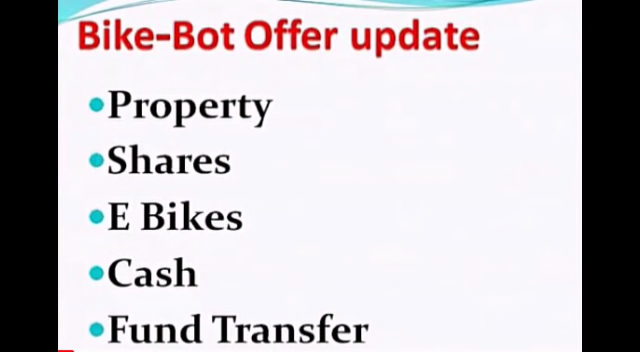 Bike-Bot Offer update
•Property
•Shares
•E Bikes
•Cash
•Fund Transfer